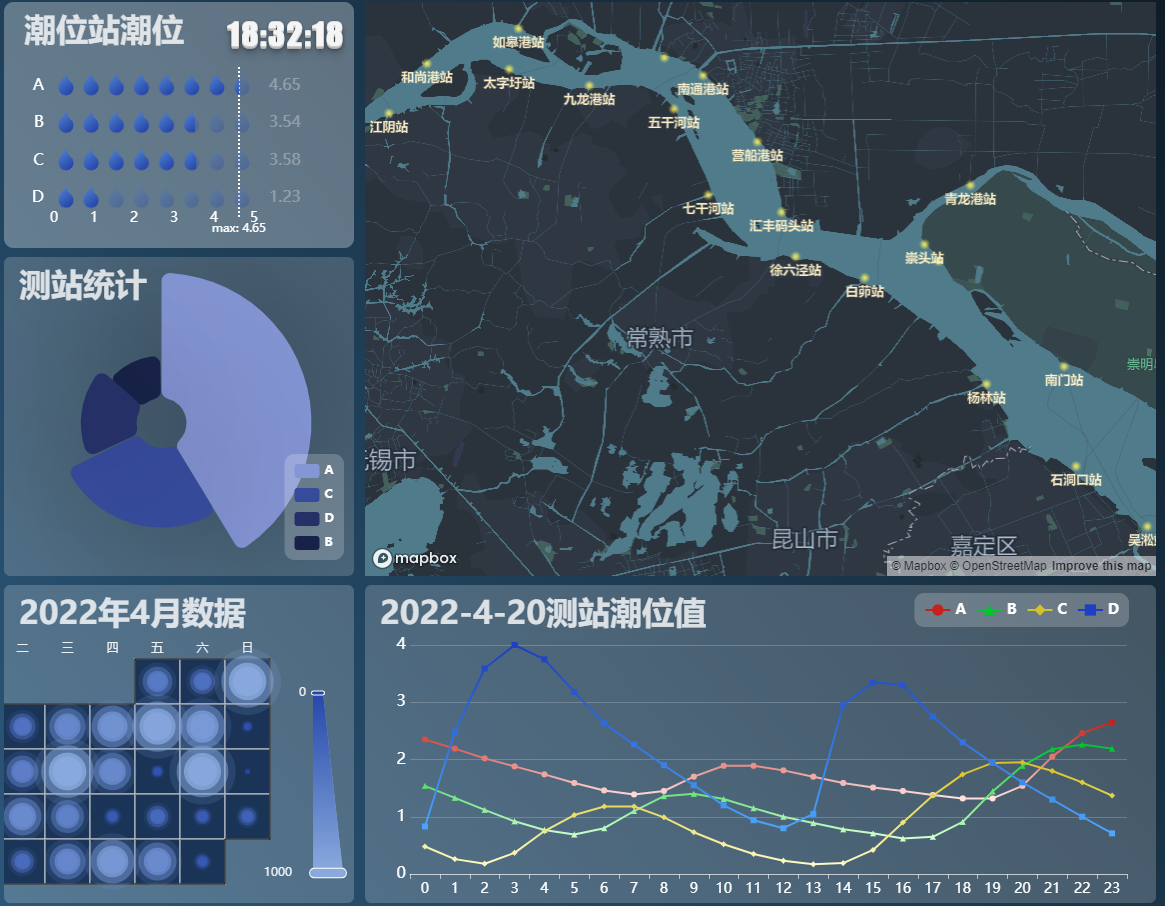 潮位站潮位
18:32:18
A 4.65
B 3.54
C 3.58
D 1.23
0 1 2 3 4 5
max: 4.65
测站统计
A
C
D
B
2022年4月数据
二 三 四 五 六 日
0
1000
如皋港站
和尚港站
太字圩站
九龙港站
南通港站
江阴站
五干河站
营船港站
七干河站
汇丰码头站
青龙港站
崇头站
徐六泾站
白茆站
常熟市
崇明
南门站
杨林站
锡市
石洞口站
昆山市
嘉定区
吴淞
mapbox
© Mapbox © OpenStreetMap Improve this map
2022-4-20测站潮位值
A B C D
4
3
2
1
0
0 1 2 3 4 5 6 7 8 9 10 11 12 13 14 15 16 17 18 19 20 21 22 23